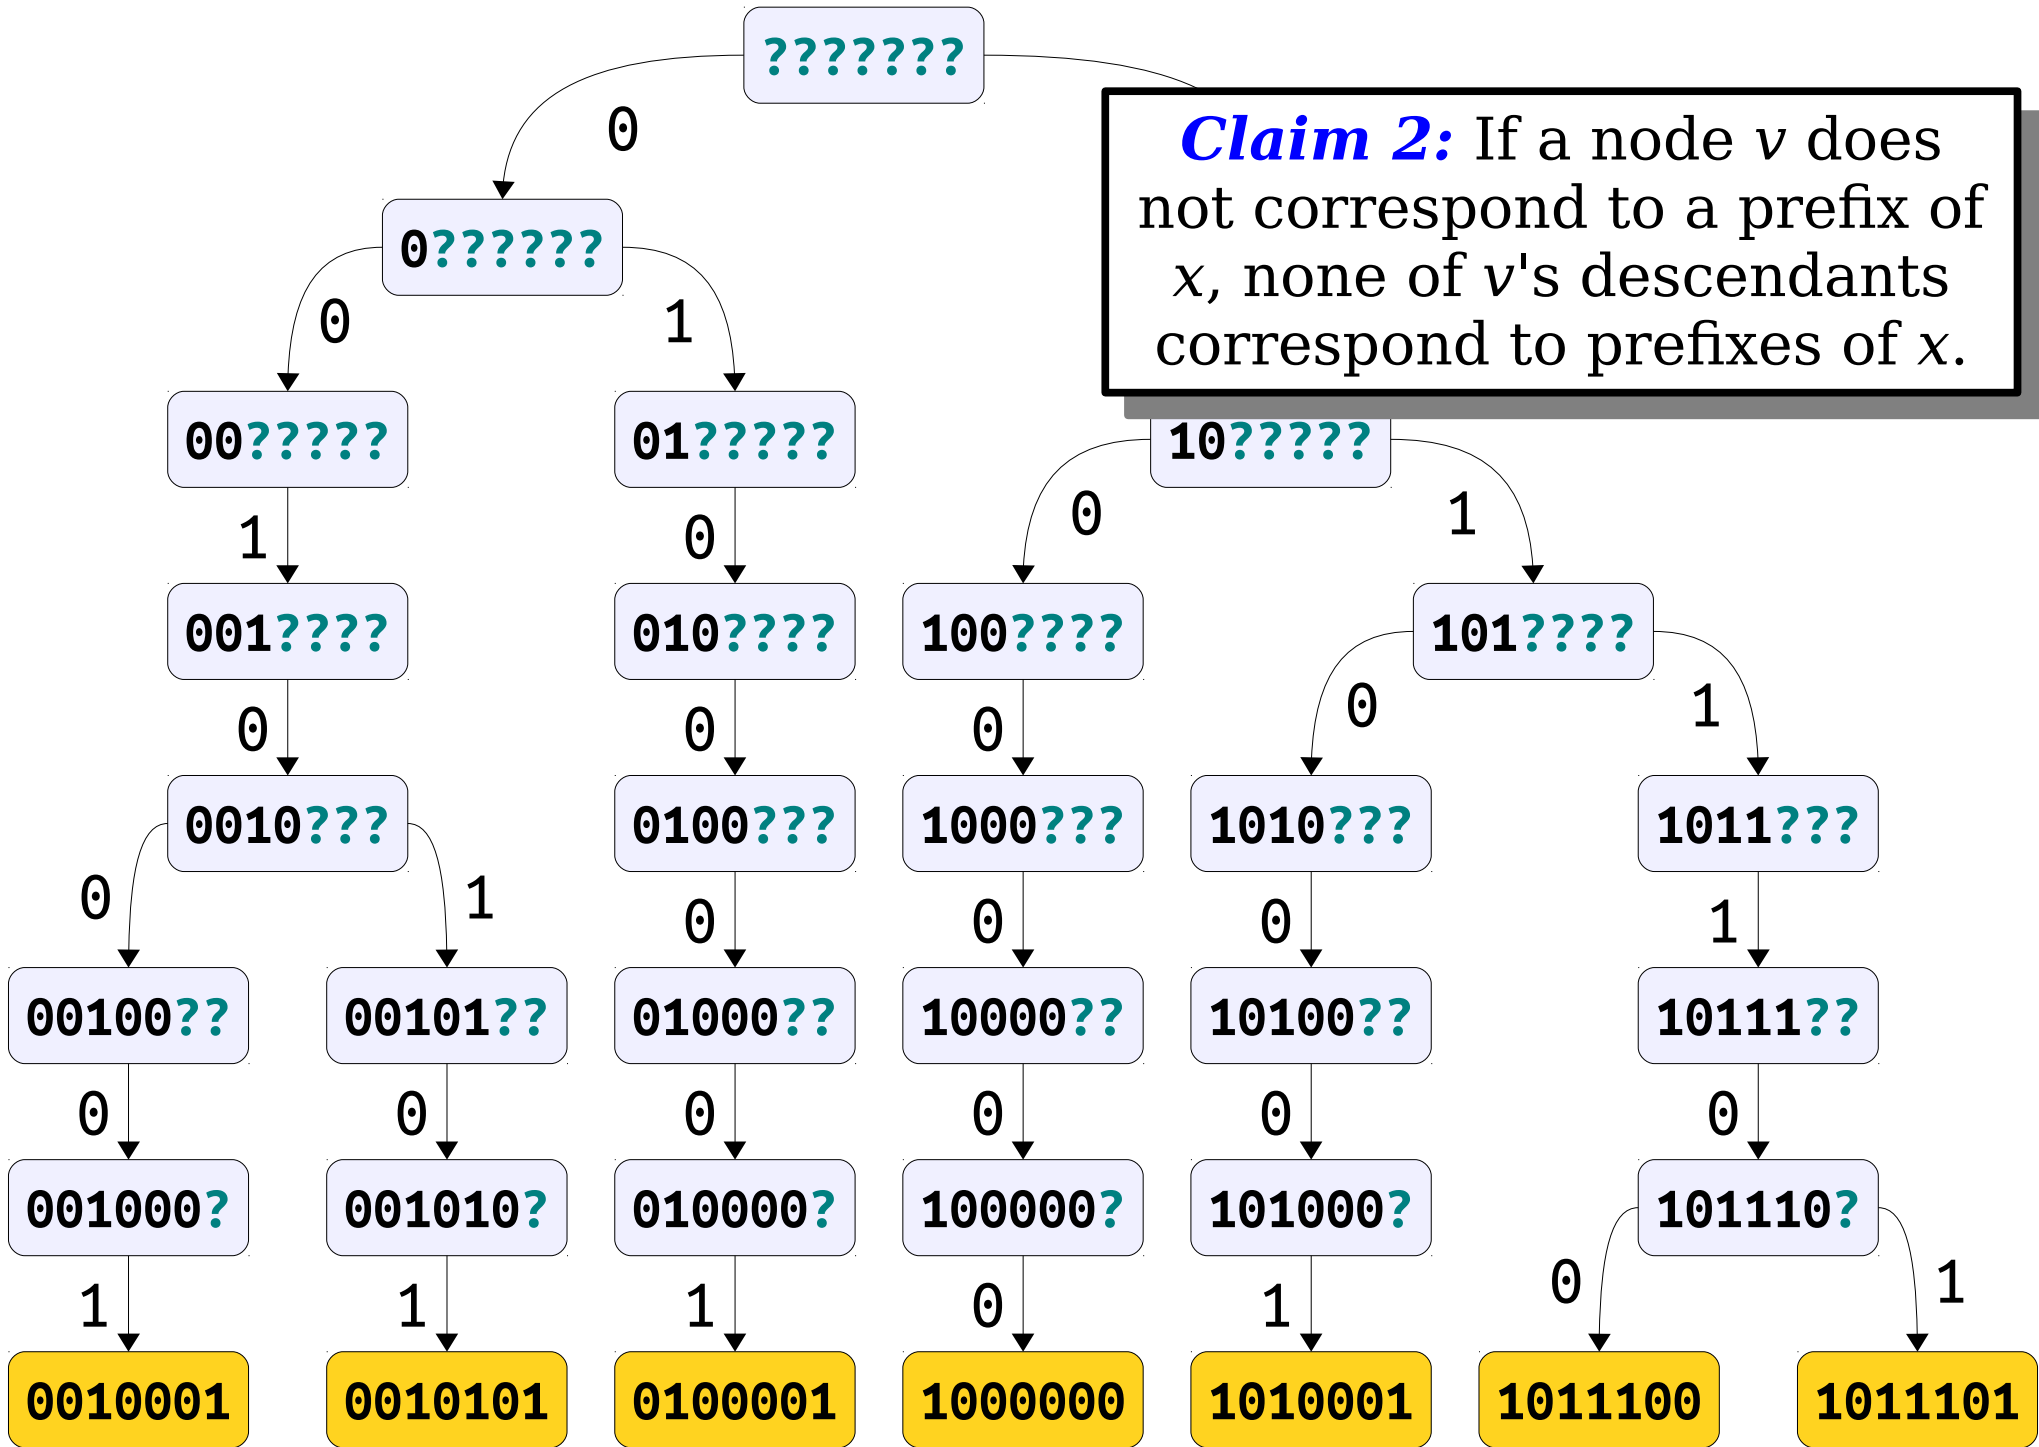 ???????
0
Claim 2: If a node v does
not correspond to a prefix of
x, none of v's descendants
correspond to prefixes of x.
0??????
0 1
00????? 01????? 10?????
1 0 0 1
001???? 010???? 100???? 101????
0 0 0 0 1
0010??? 0100??? 1000??? 1010??? 1011???
0 1 0 0 0 1
00100?? 00101?? 01000?? 10000?? 10100?? 10111??
0 0 0 0 0 0
001000? 001010? 010000? 100000? 101000? 101110?
1 1 1 0 1 0 1
0010001 0010101 0100001 1000000 1010001 1011100 1011101